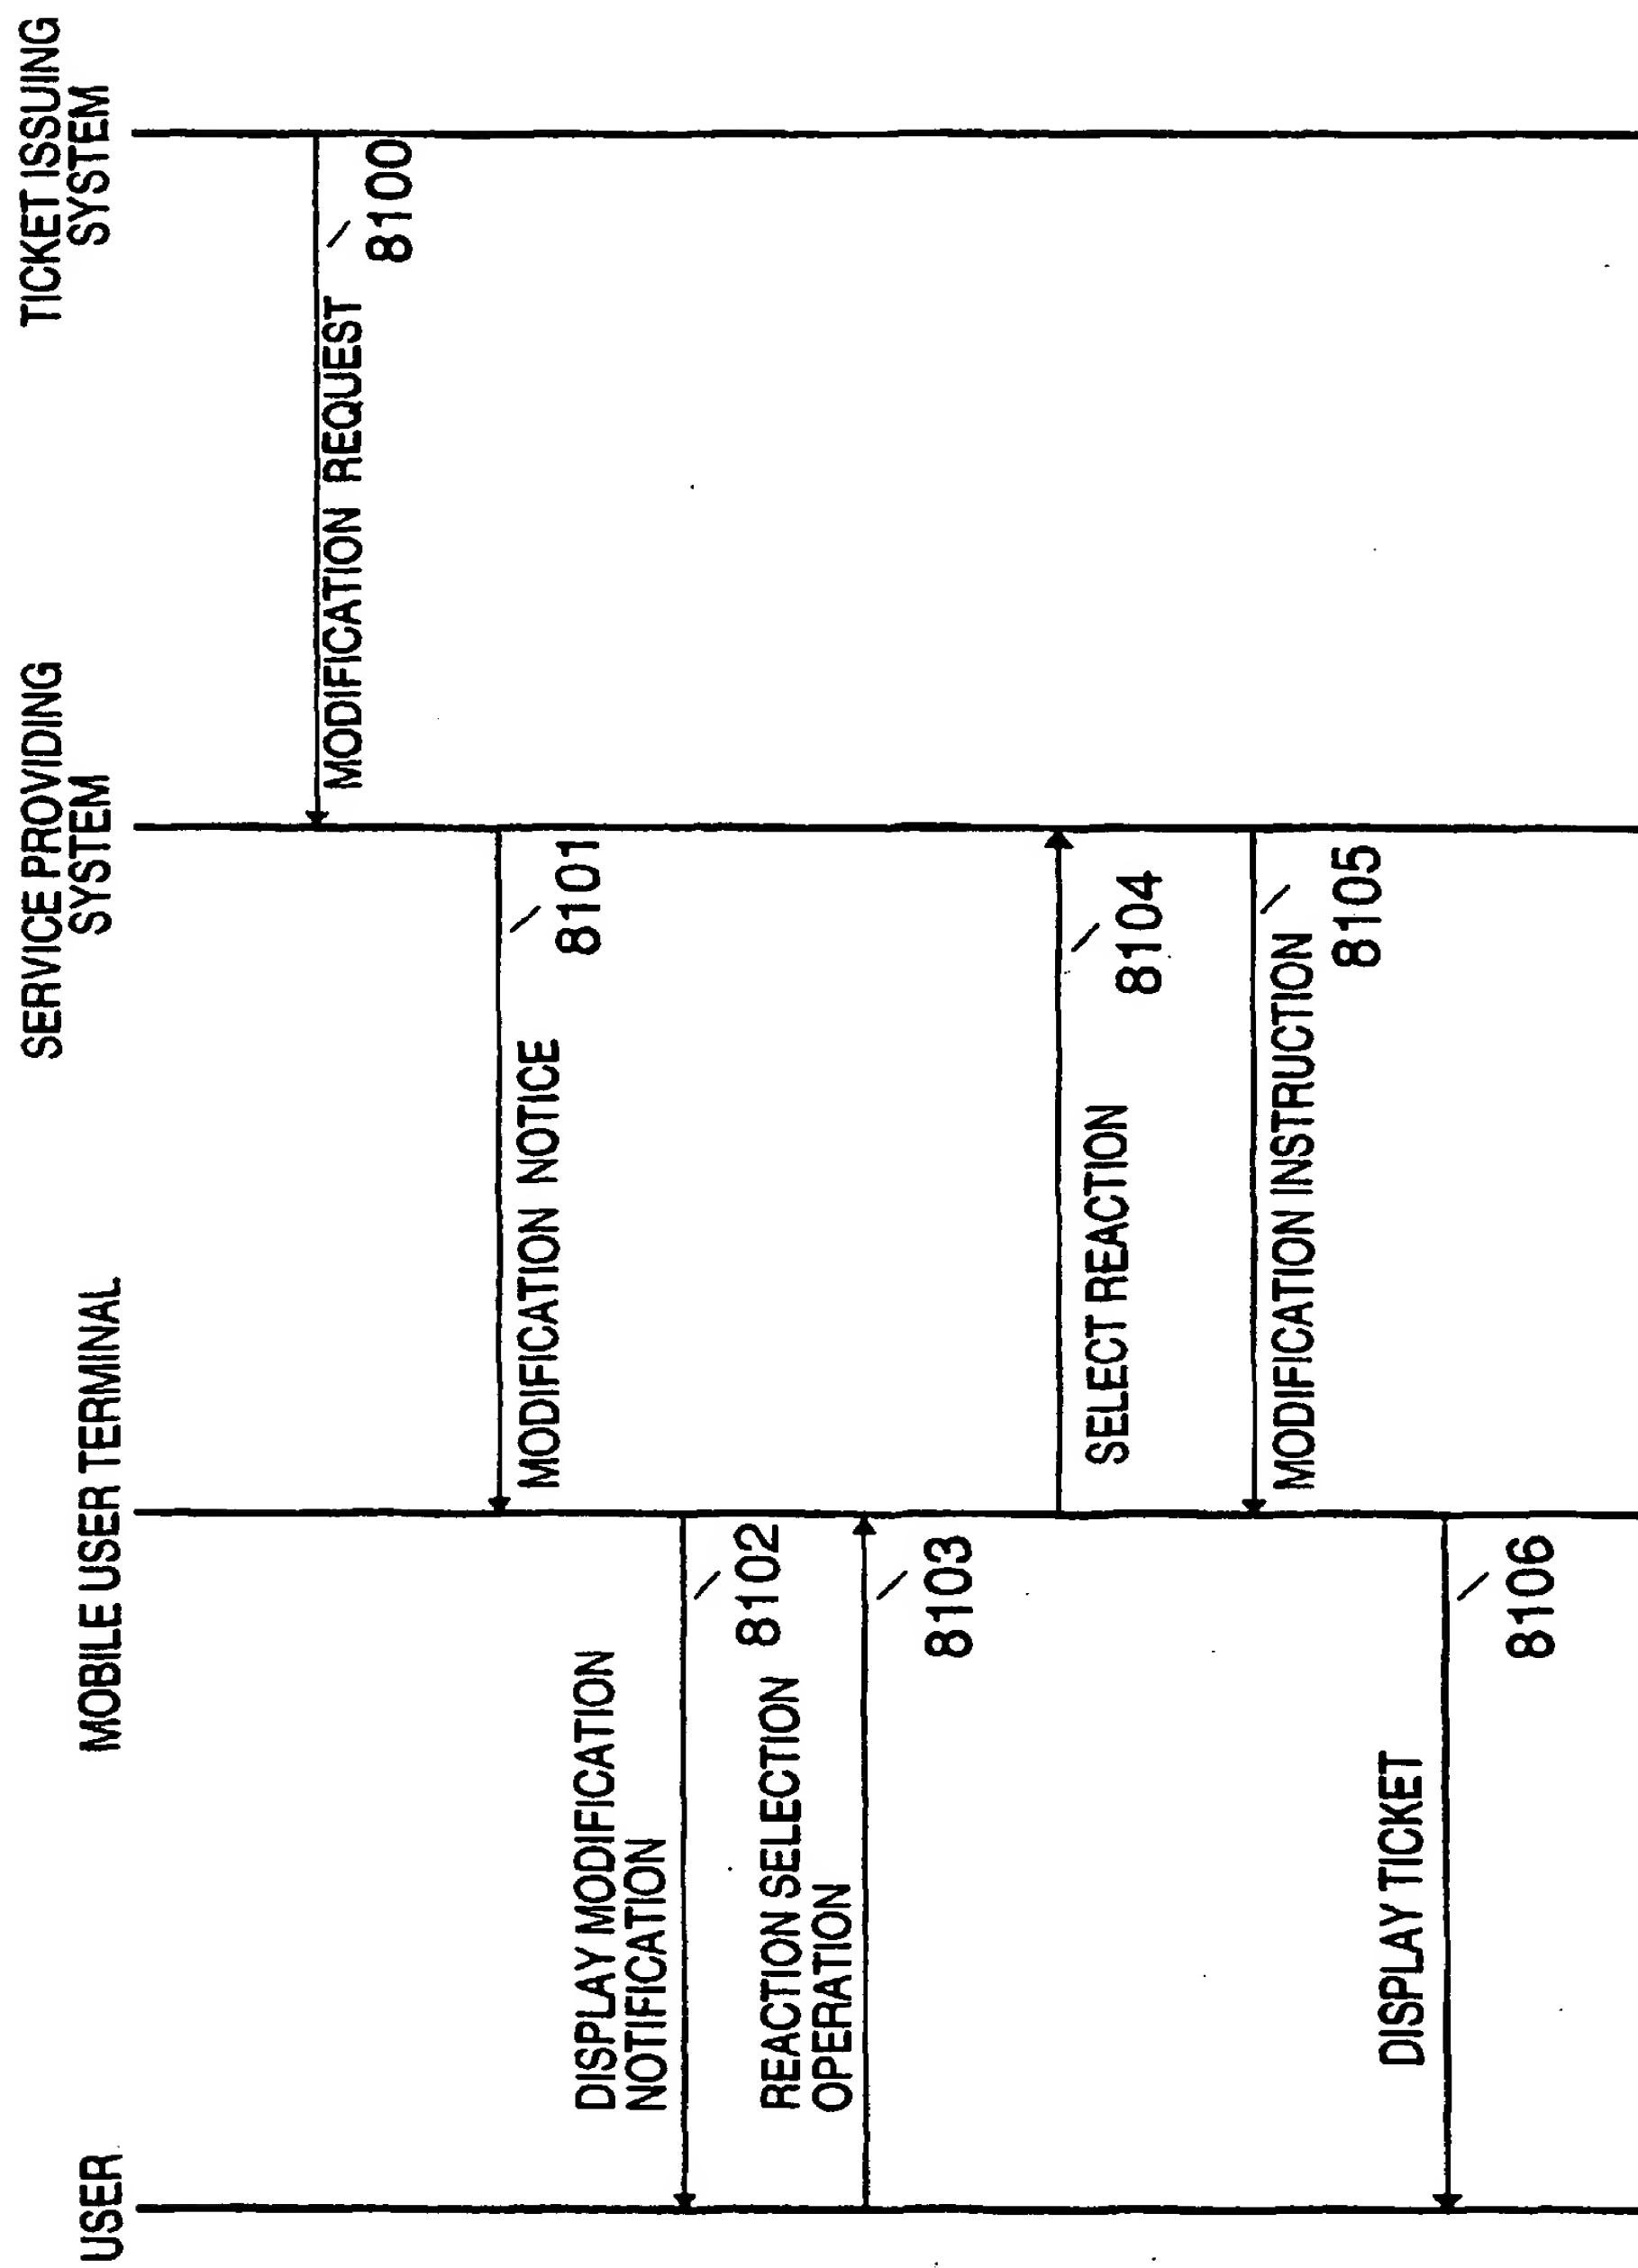 USER
MOBILE USER TERMINAL
SERVICE PROVIDING
SYSTEM
TICKET ISSUING
SYSTEM
MODIFICATION REQUEST
8100
MODIFICATION NOTICE
8101
DISPLAY MODIFICATION
NOTIFICATION
8102
REACTION SELECTION
OPERATION
8103
SELECT REACTION
8104
MODIFICATION INSTRUCTION
8105
DISPLAY TICKET
8106